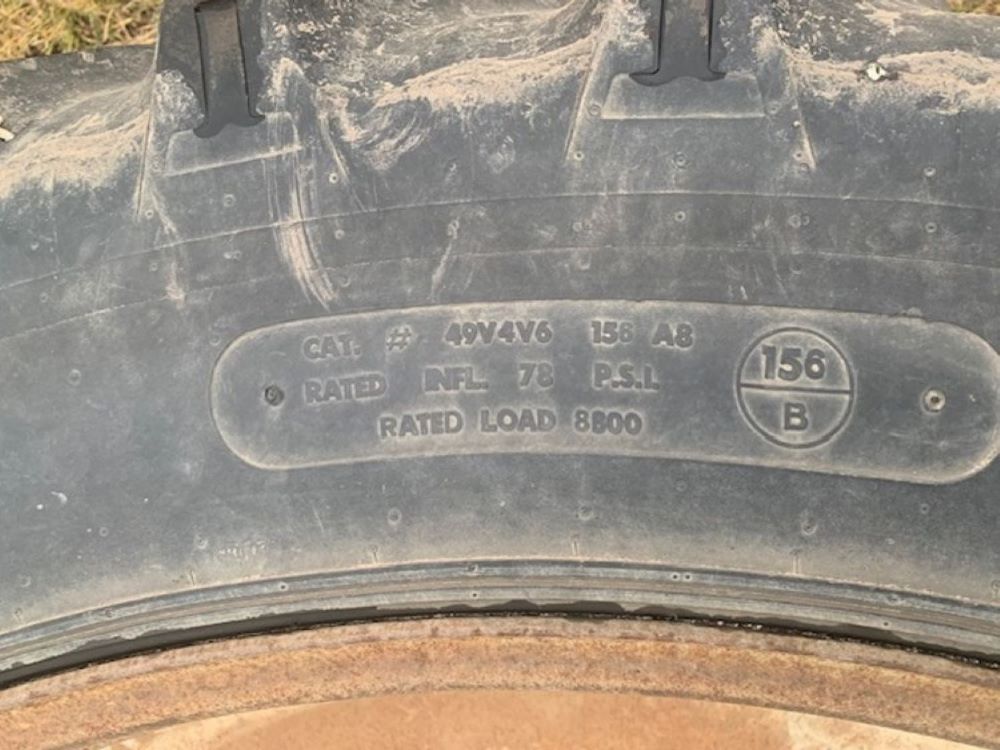 CAT. # 49V4V6 156 A8
RATED INFL. 78 P.S.I.
RATED LOAD 8800
156
B